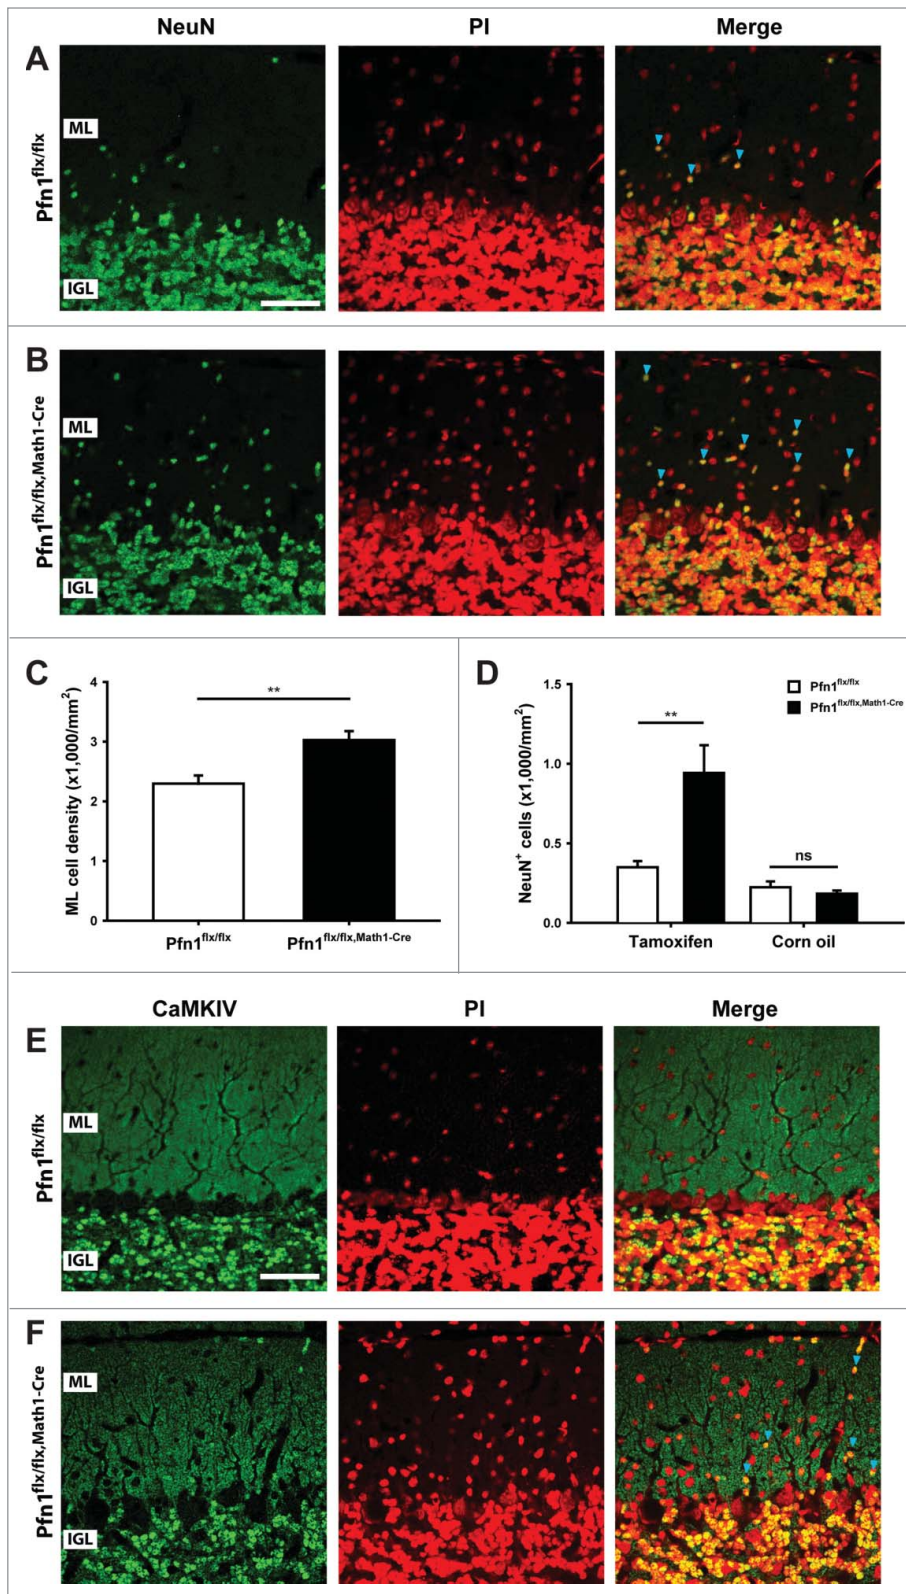 NeuN PI Merge
A
Pfn1flx/flx
ML
IGL
B
Pfn1flx/flx,Math1-Cre
ML
IGL
C
ML cell density (x1,000/mm2)
4
3
2
1
0
**
Pfn1flx/flx Pfn1flx/flx,Math1-Cre
D
NeuN+ cells (x1,000/mm2)
1.5
1.0
0.5
0.0
Pfn1flx/flx
Pfn1flx/flx,Math1-Cre
**
ns
Tamoxifen Corn oil
CaMKIV PI Merge
E
Pfn1flx/flx
ML
IGL
F
Pfn1flx/flx,Math1-Cre
ML
IGL